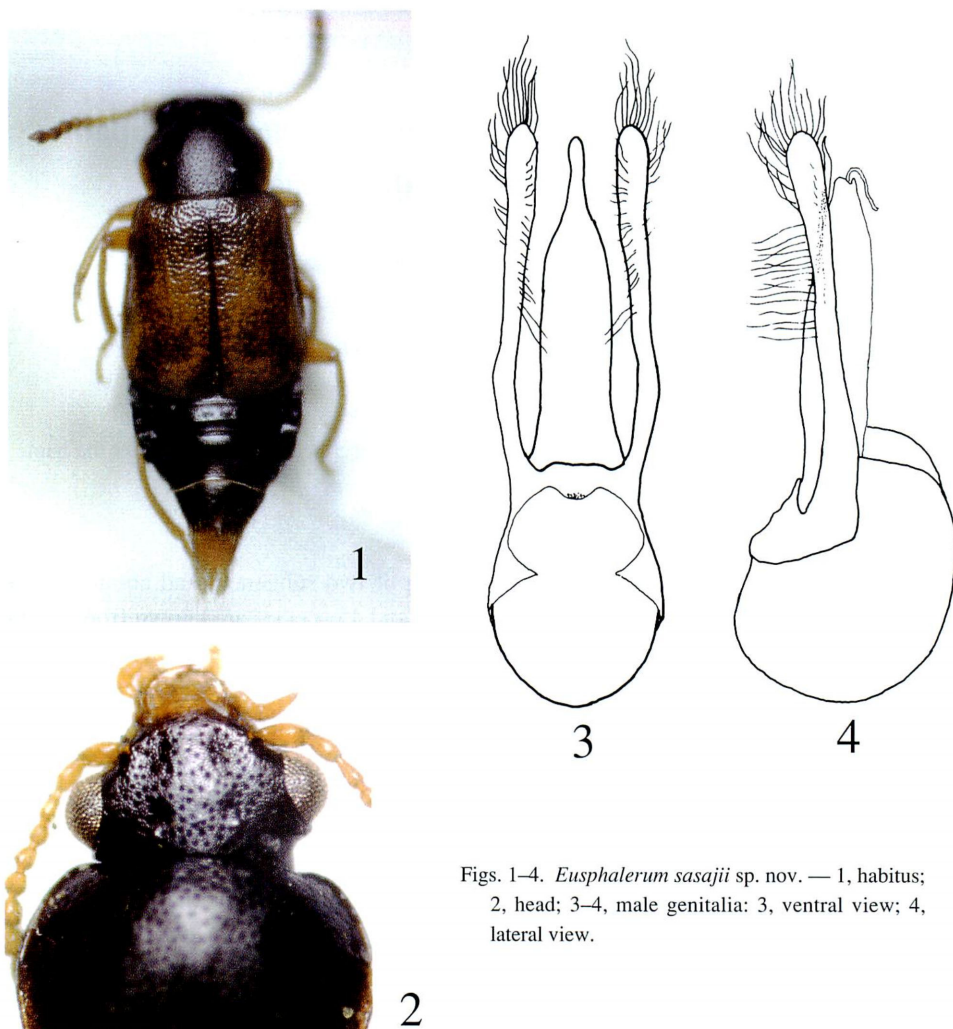 1
2
3
4
Figs. 1–4. Eusphalerum sasajii sp. nov. — 1, habitus;
2, head; 3–4, male genitalia: 3, ventral view; 4,
lateral view.